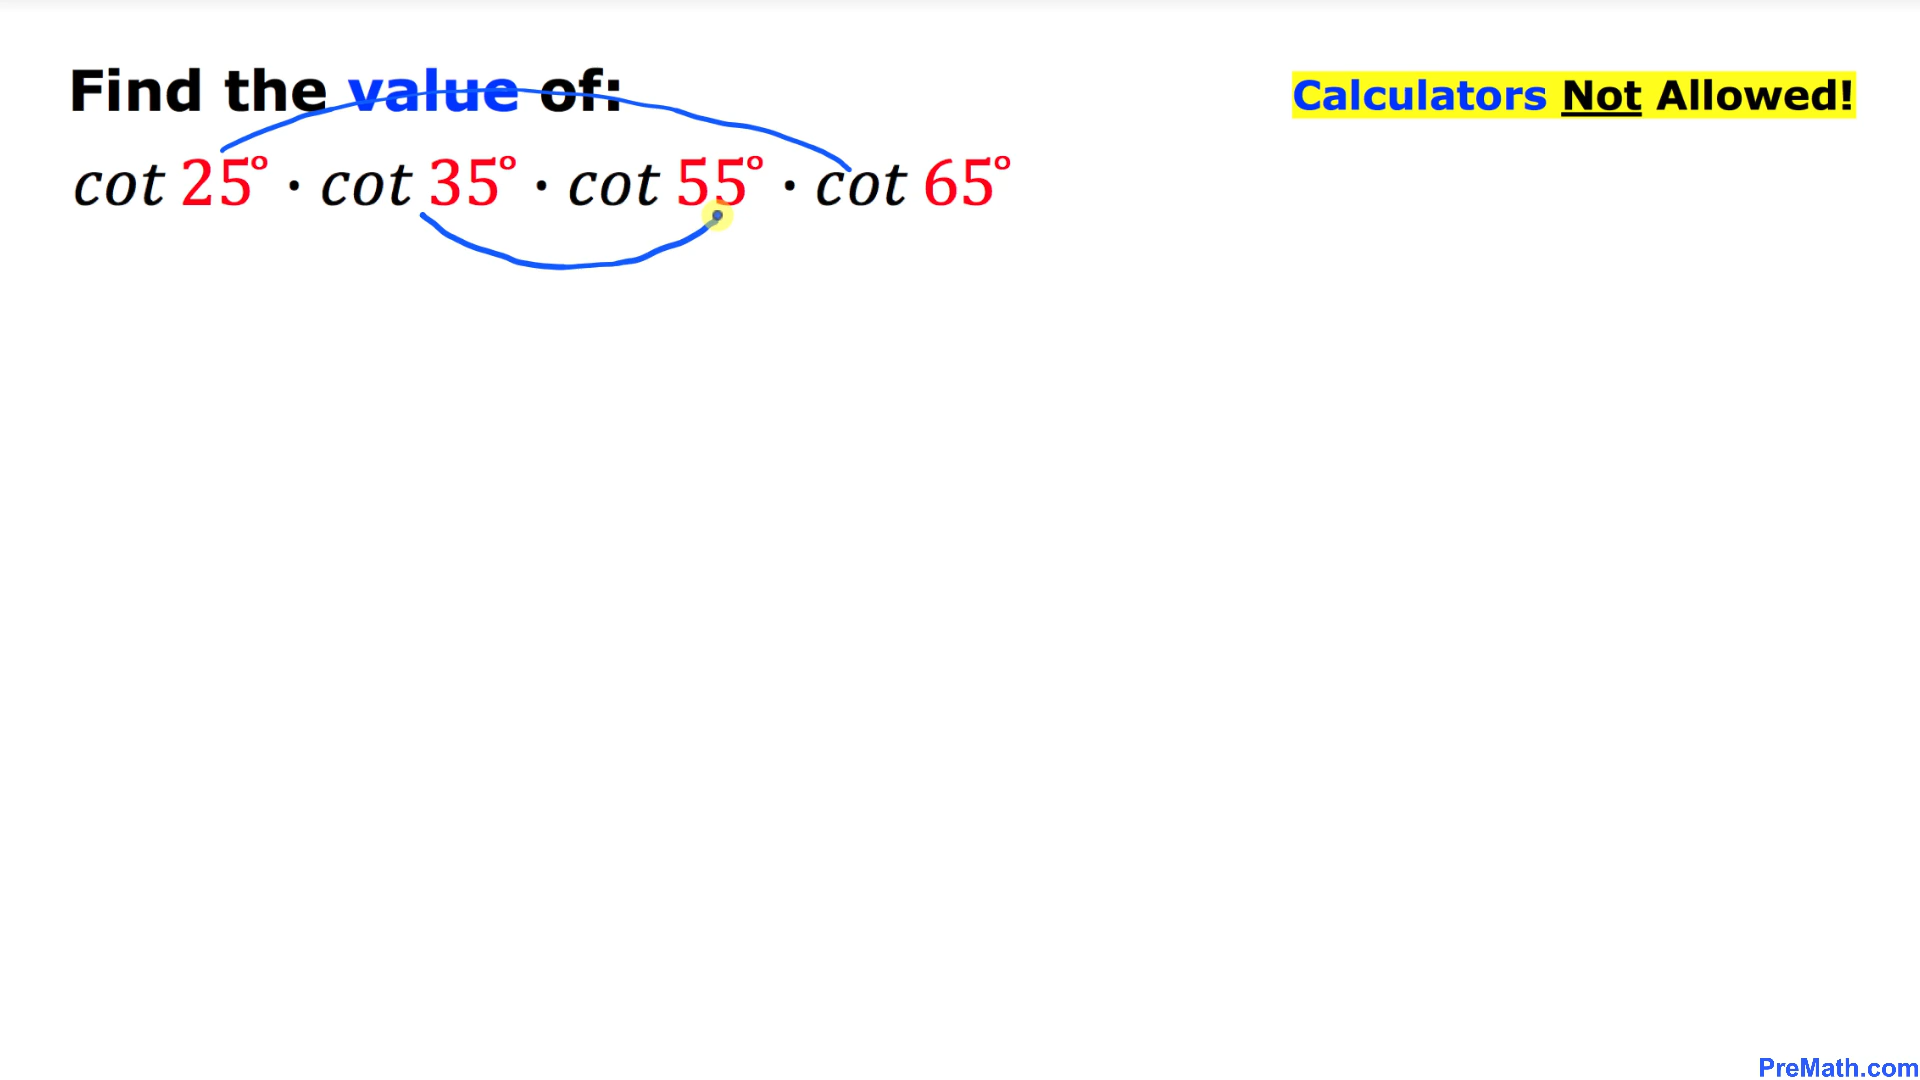 Find the value of:
Calculators Not Allowed!
cot 25° · cot 35° · cot 55° · cot 65°
PreMath.com